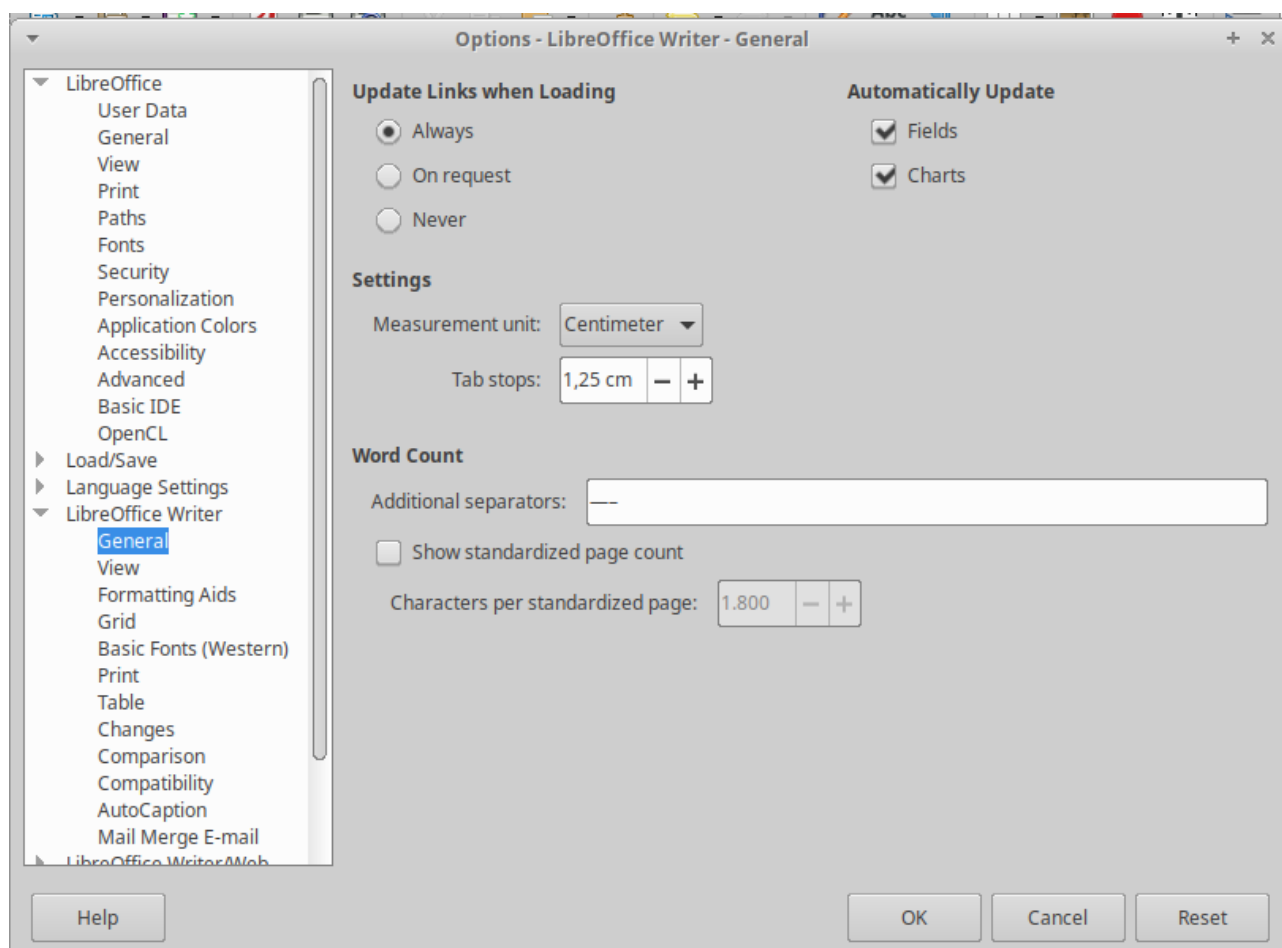 Options - LibreOffice Writer - General
LibreOffice
User Data
General
View
Print
Paths
Fonts
Security
Personalization
Application Colors
Accessibility
Advanced
Basic IDE
OpenCL
Load/Save
Language Settings
LibreOffice Writer
General
View
Formatting Aids
Grid
Basic Fonts (Western)
Print
Table
Changes
Comparison
Compatibility
AutoCaption
Mail Merge E-mail
LibreOffice Writer/Web
Update Links when Loading
Always
On request
Never
Automatically Update
Fields
Charts
Settings
Measurement unit: Centimeter
Tab stops: 1,25 cm
Word Count
Additional separators: —–
Show standardized page count
Characters per standardized page: 1.800
Help
OK
Cancel
Reset